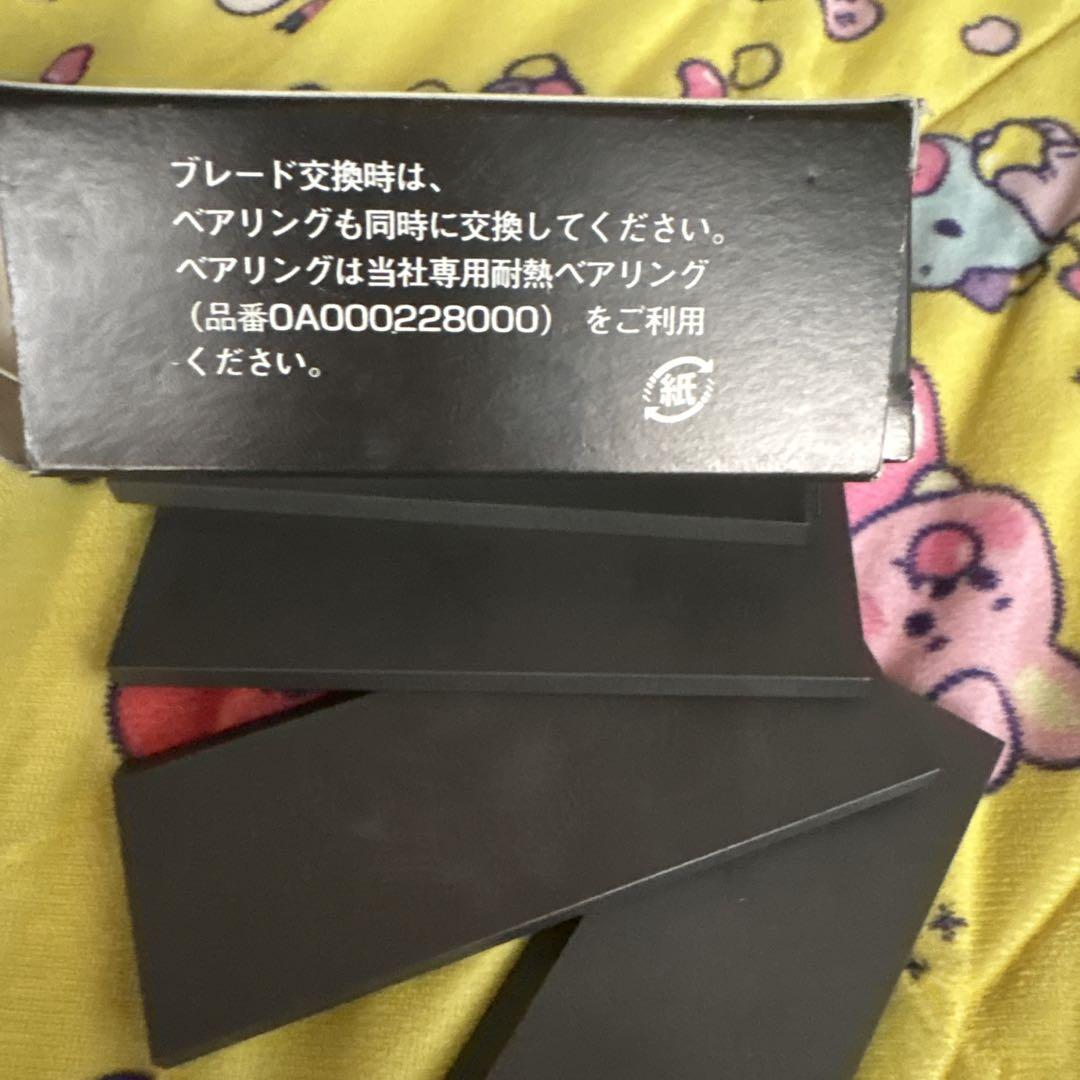 ブレード交換時は、
ベアリングも同時に交換してください。
ベアリングは当社専用耐熱ベアリング
（品番0A000228000） をご利用
ください。
紙